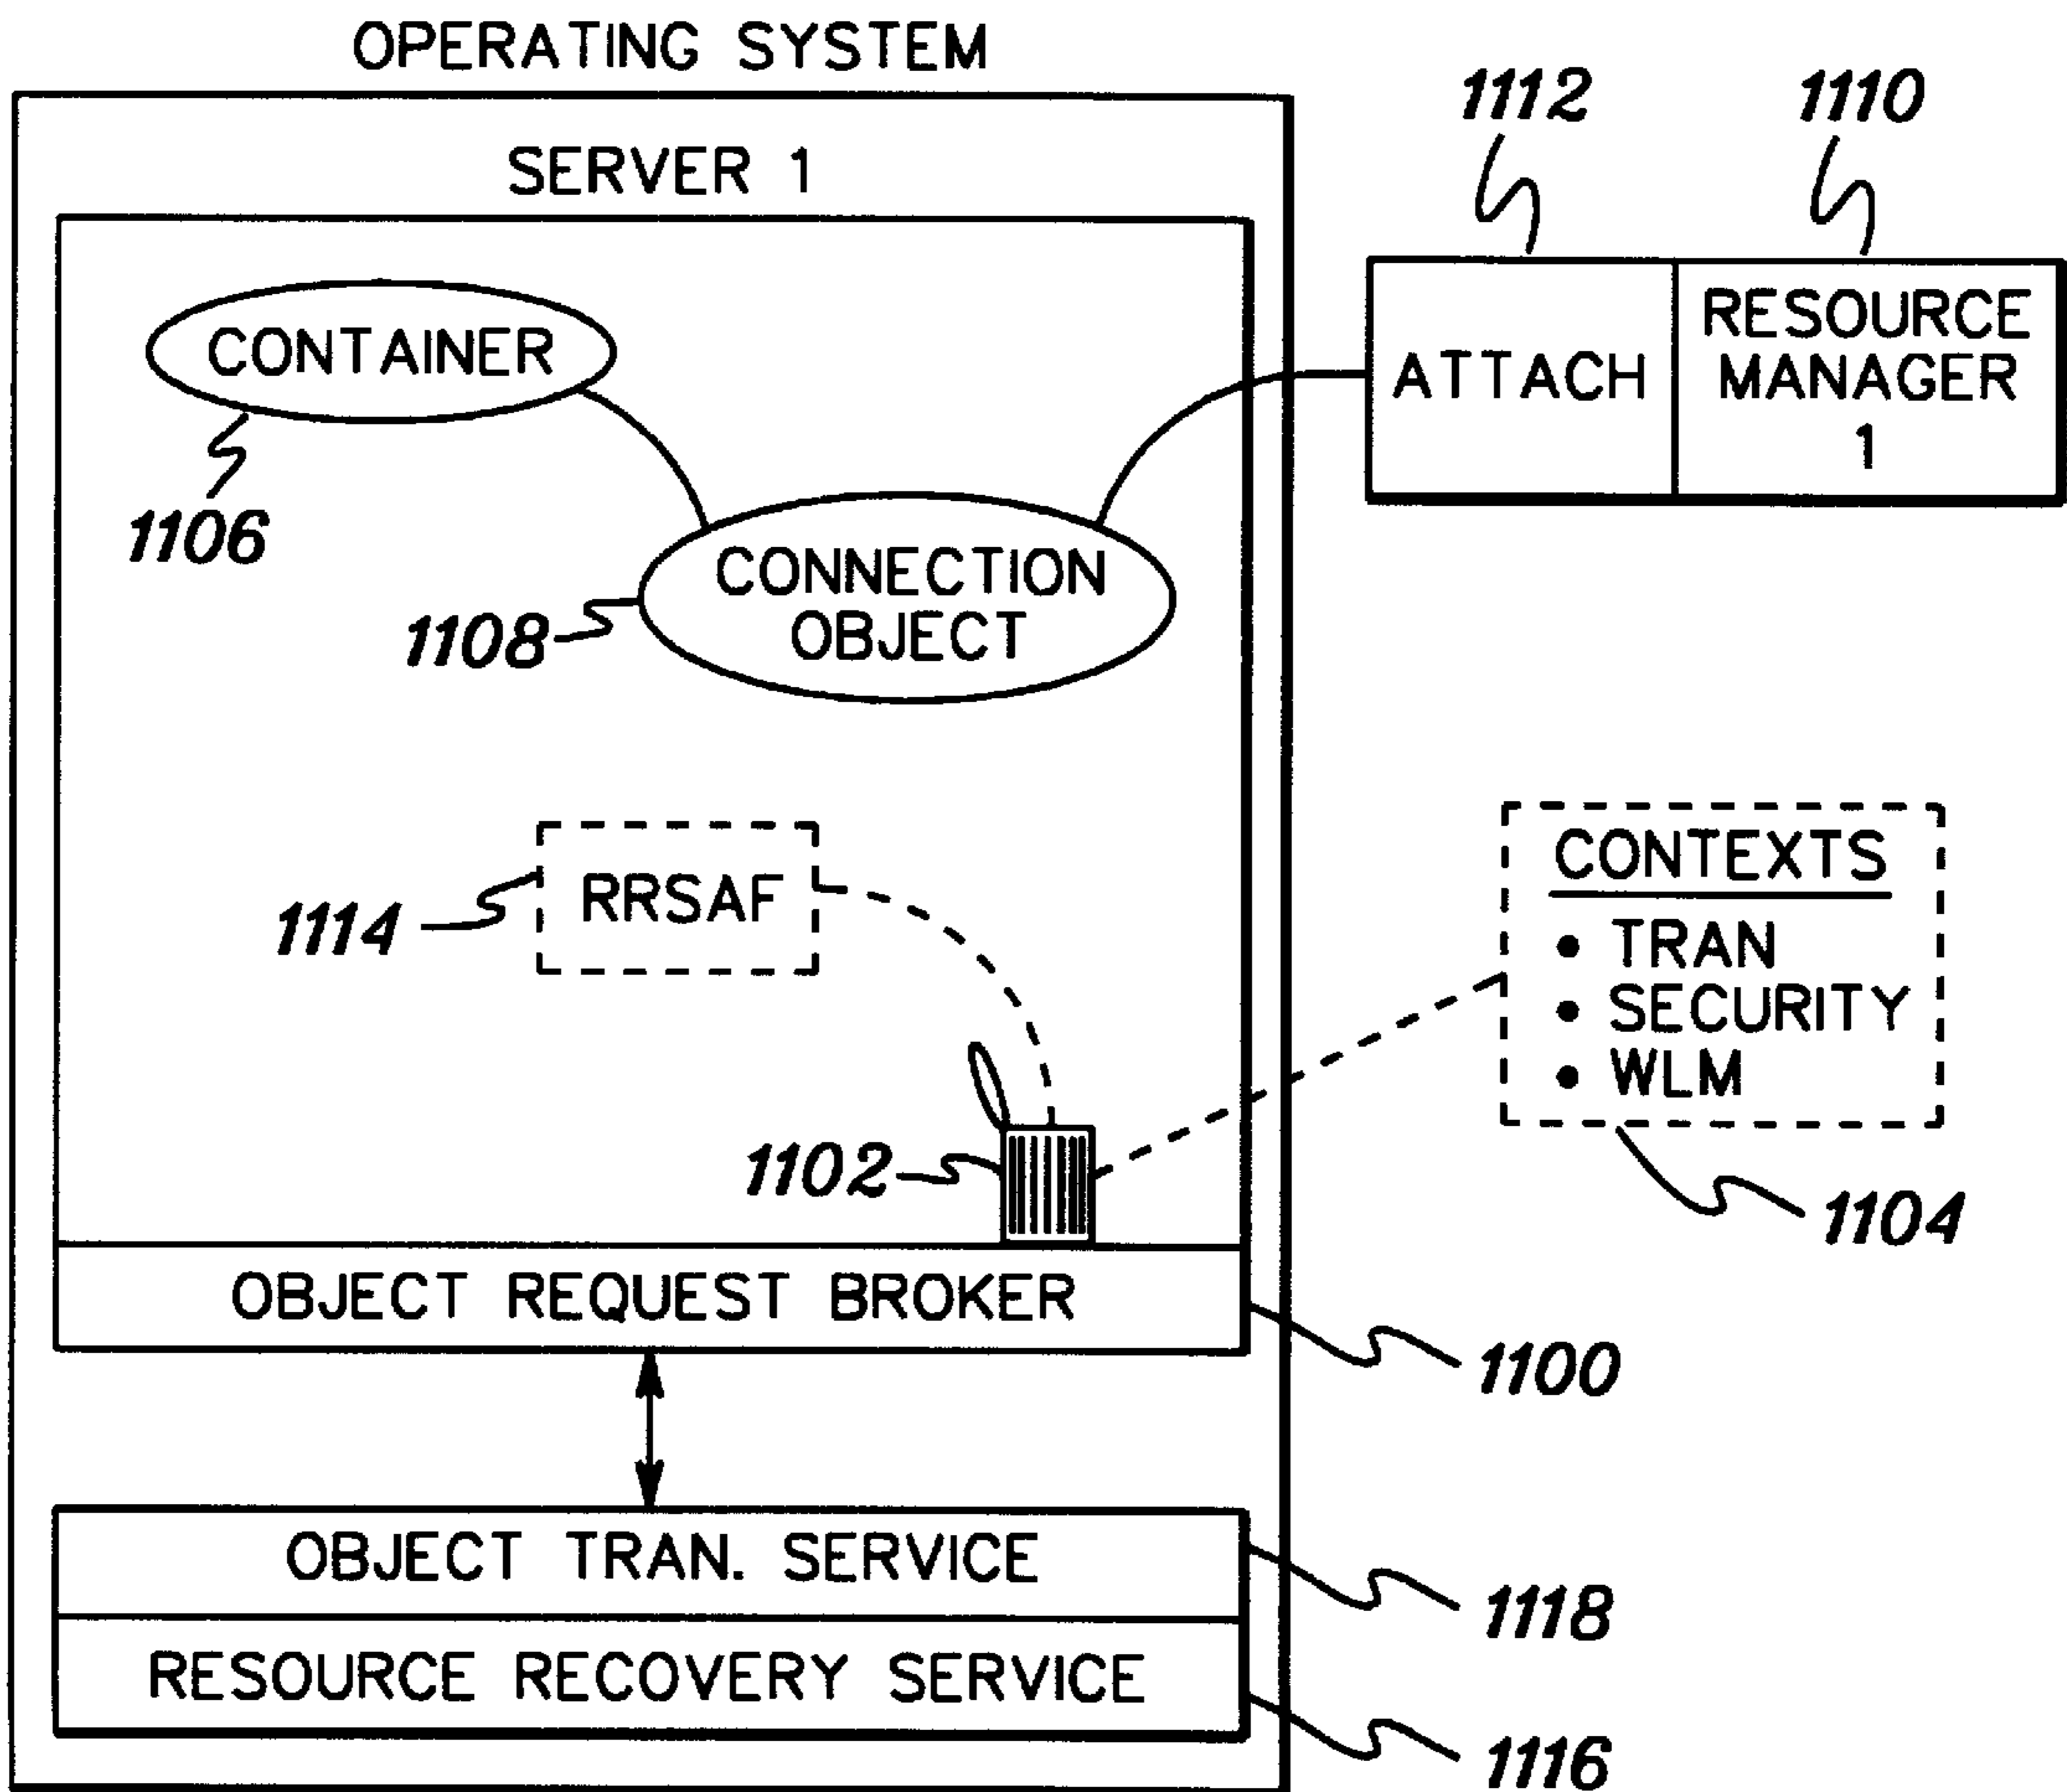 OPERATING SYSTEM
1112
1110
SERVER 1
CONTAINER
1106
ATTACH
RESOURCE
MANAGER
1
CONNECTION
OBJECT
1108
RRSAF
1114
CONTEXTS
• TRAN
• SECURITY
• WLM
1104
1102
OBJECT REQUEST BROKER
1100
OBJECT TRAN. SERVICE
1118
RESOURCE RECOVERY SERVICE
1116